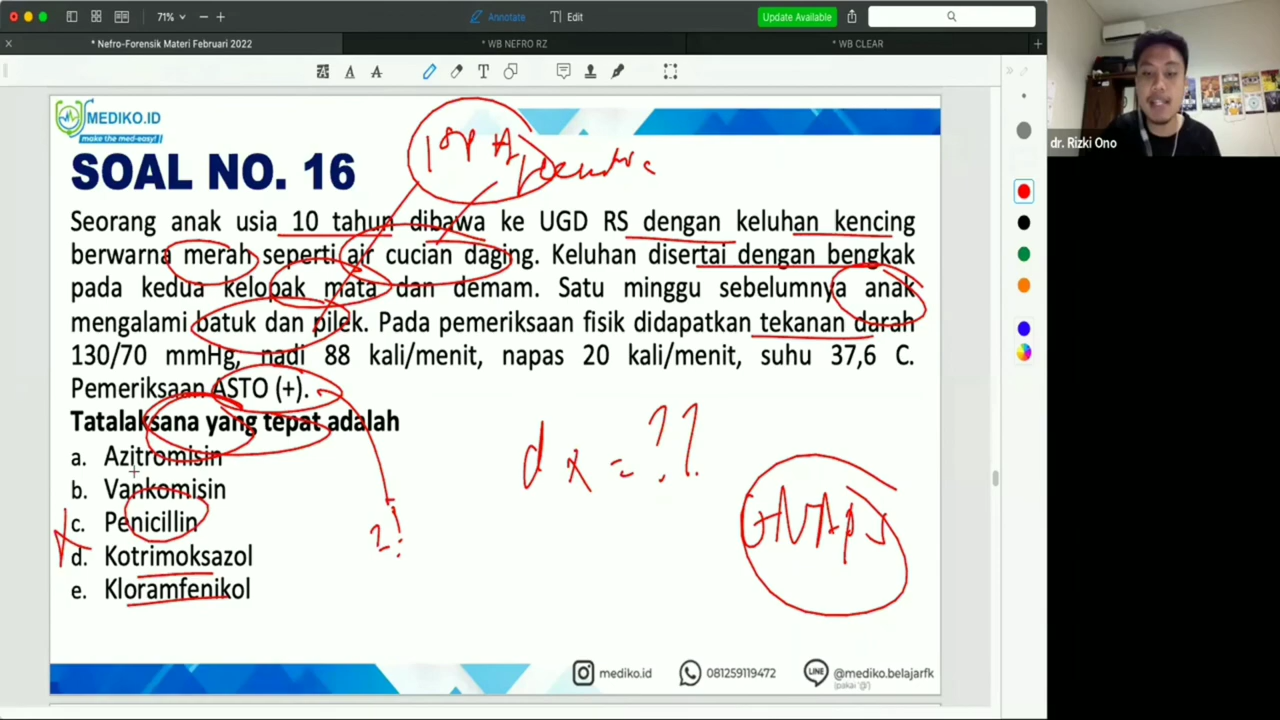 71%
Annotate
Edit
Update Available
* Nefro-Forensik Materi Februari 2022
* WB NEFRO RZ
* WB CLEAR
MEDIKO.ID
make the med-easy!
dr. Rizki Ono
SOAL NO. 16
Seorang anak usia 10 tahun dibawa ke UGD RS dengan keluhan kencing
berwarna merah seperti air cucian daging. Keluhan disertai dengan bengkak
pada kedua kelopak mata dan demam. Satu minggu sebelumnya anak
mengalami batuk dan pilek. Pada pemeriksaan fisik didapatkan tekanan darah
130/70 mmHg, nadi 88 kali/menit, napas 20 kali/menit, suhu 37,6 C.
Pemeriksaan ASTO (+).
Tatalaksana yang tepat adalah
a. Azitromisin
b. Vankomisin
c. Penicillin
d. Kotrimoksazol
e. Kloramfenikol
dx = ??
GNAPS
?!
mediko.id
081259119472
LINE
@mediko.belajarfk
(pakai '@')